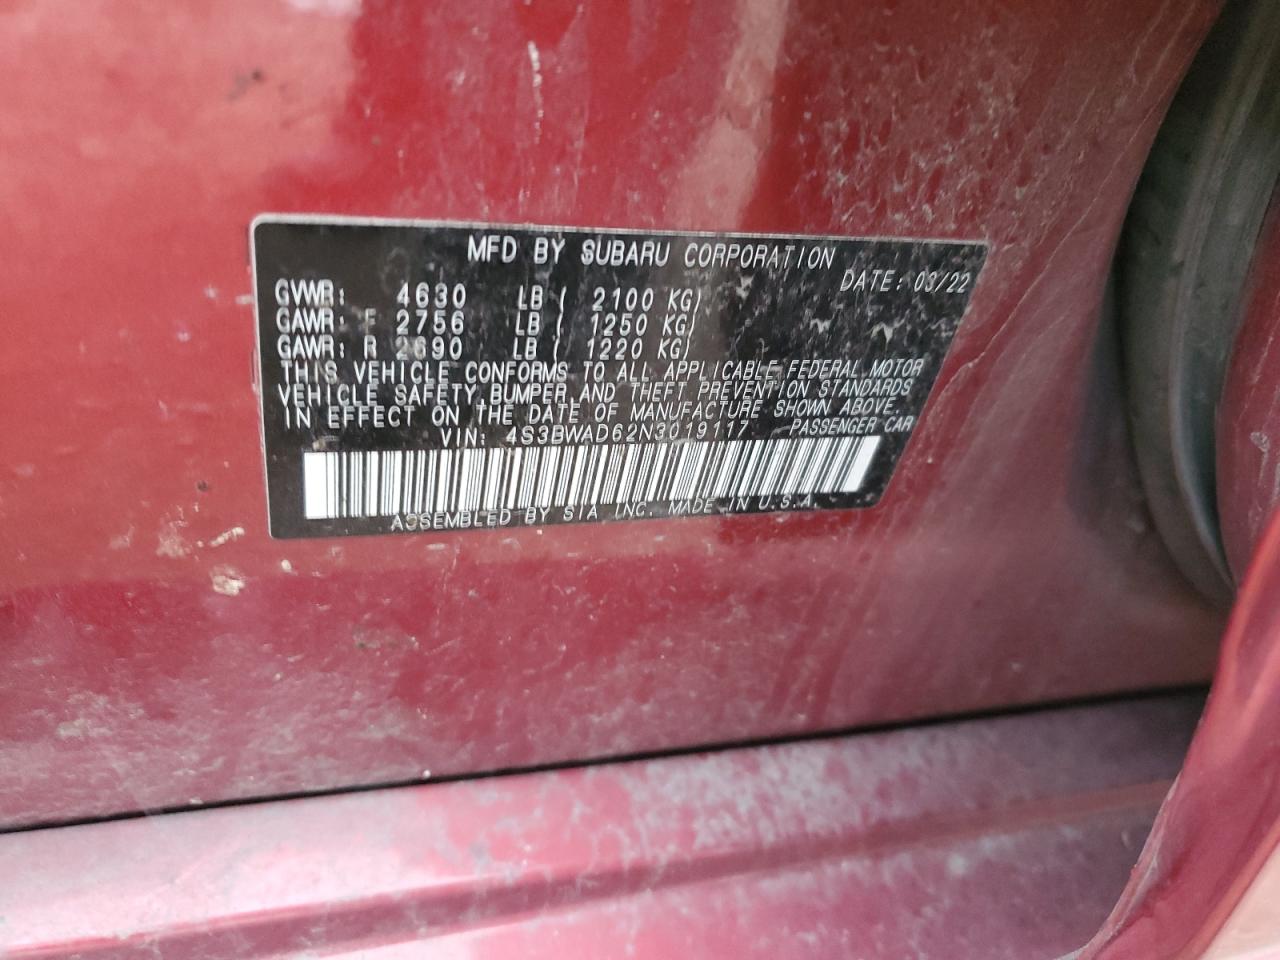 MFD BY SUBARU CORPORATION
DATE: 03/22
GVWR: 4630 LB ( 2100 KG)
GAWR: F 2756 LB ( 1250 KG)
GAWR: R 2690 LB ( 1220 KG)
THIS VEHICLE CONFORMS TO ALL APPLICABLE FEDERAL MOTOR
VEHICLE SAFETY, BUMPER, AND THEFT PREVENTION STANDARDS
IN EFFECT ON THE DATE OF MANUFACTURE SHOWN ABOVE.
VIN: 4S3BWAD62N3019117 PASSENGER CAR
ASSEMBLED BY SIA INC. MADE IN U.S.A.